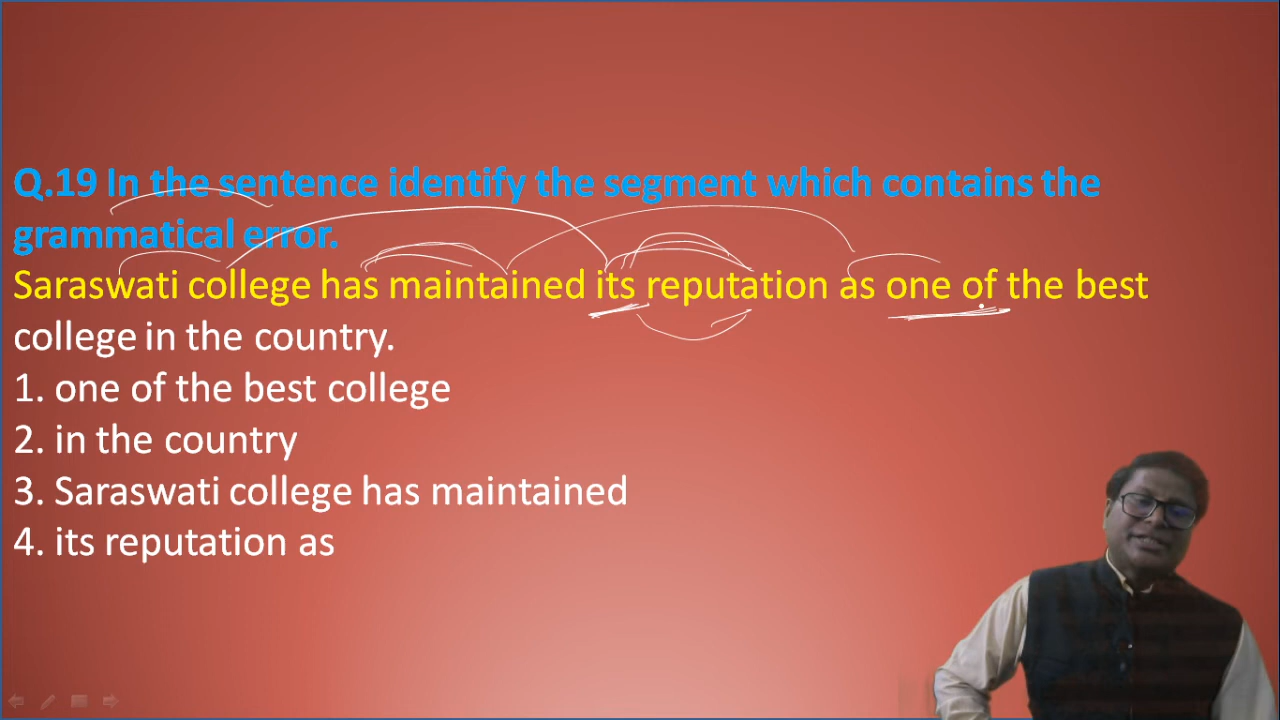 Q.19 In the sentence identify the segment which contains the
grammatical error.
Saraswati college has maintained its reputation as one of the best
college in the country.
1. one of the best college
2. in the country
3. Saraswati college has maintained
4. its reputation as